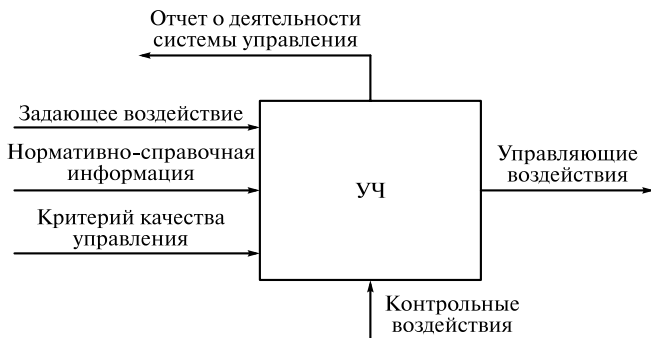 Отчет о деятельности
системы управления
Задающее воздействие
Нормативно-справочная
информация
Критерий качества
управления
УЧ
Управляющие
воздействия
Контрольные
воздействия